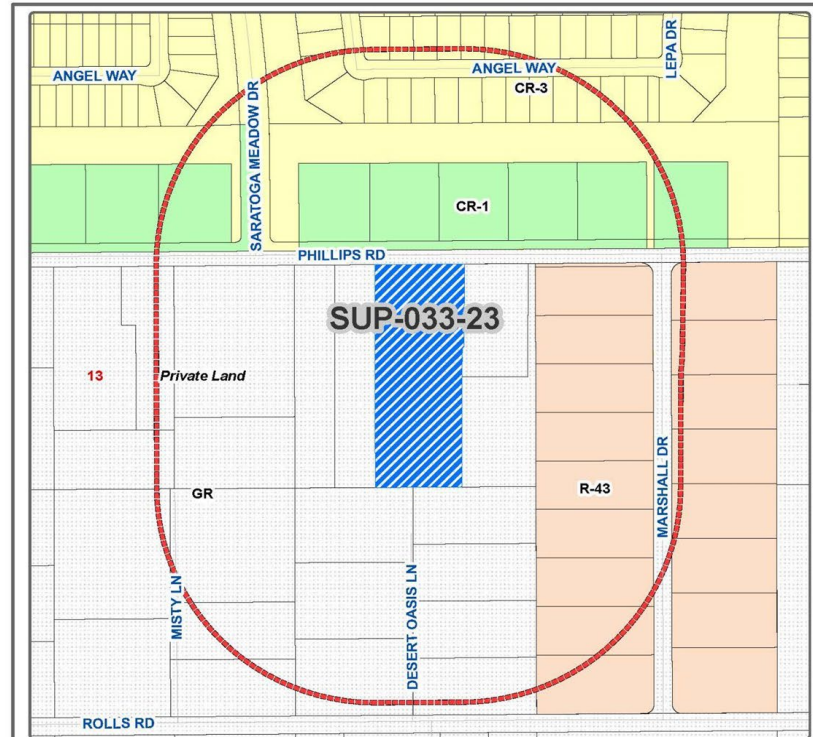 ANGEL WAY
SARATOGA MEADOW DR
ANGEL WAY
LEPA DR
CR-3
CR-1
PHILLIPS RD
SUP-033-23
13
Private Land
GR
R-43
MARSHALL DR
MISTY LN
DESERT OASIS LN
ROLLS RD